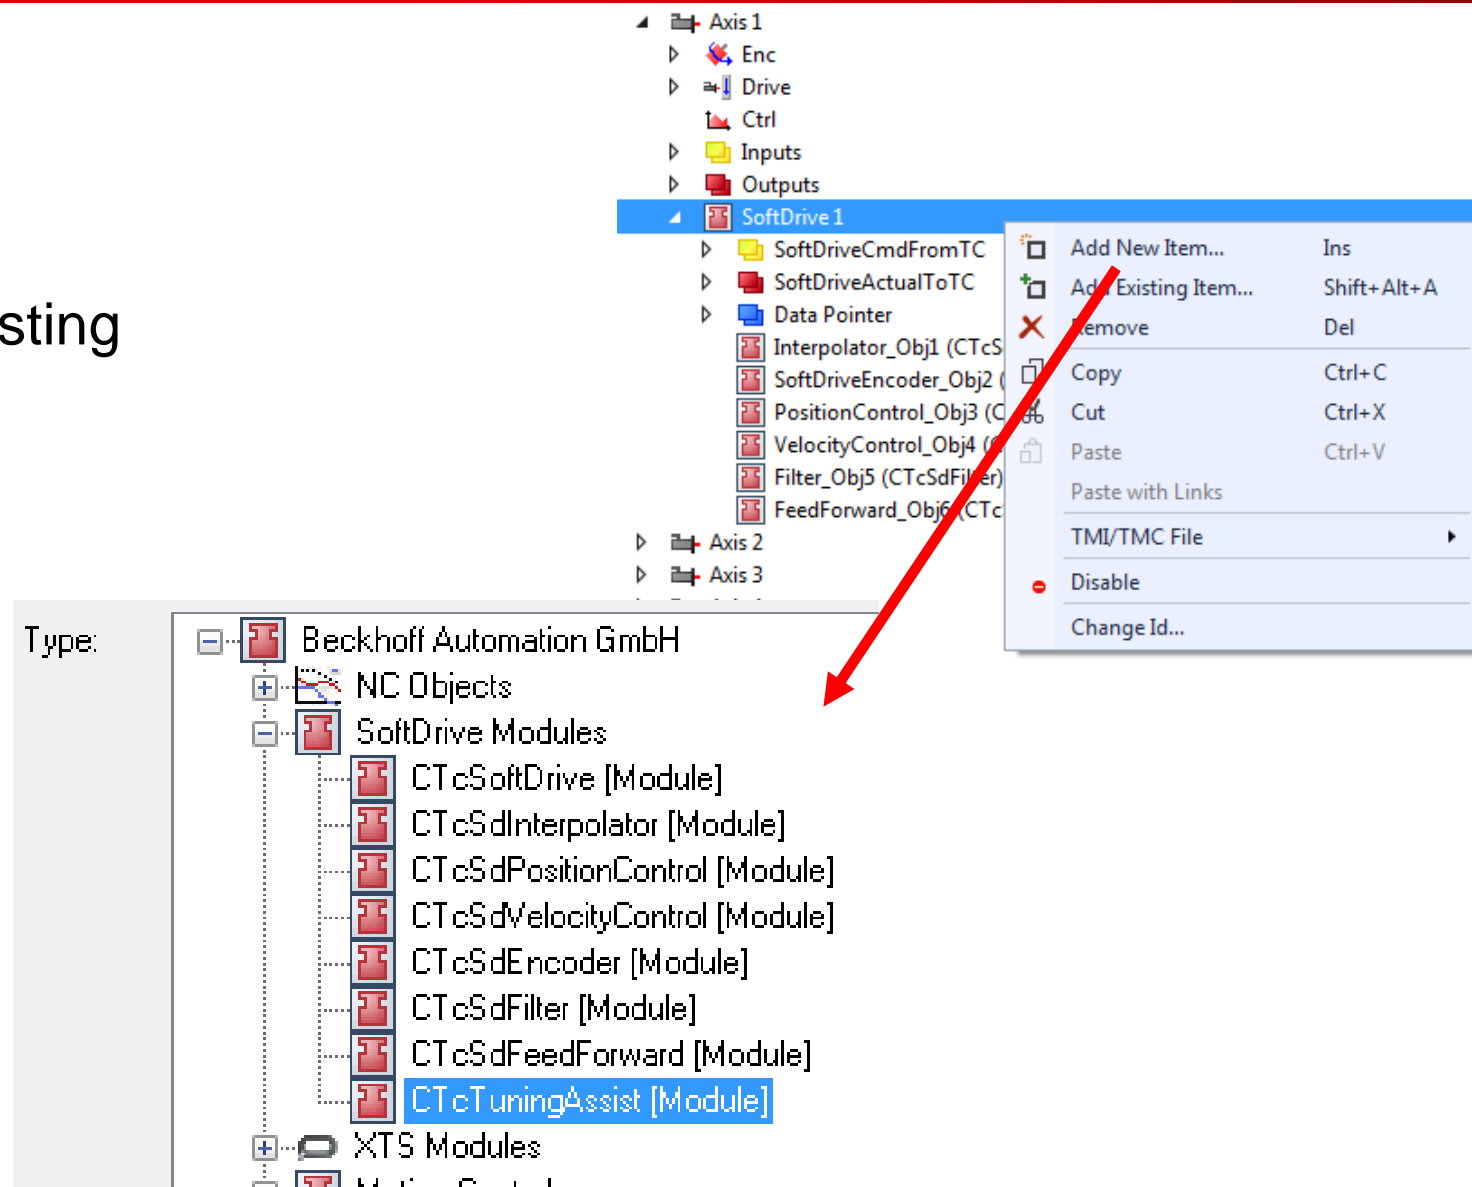 Axis 1
Enc
Drive
Ctrl
Inputs
Outputs
SoftDrive 1
SoftDriveCmdFromTC
SoftDriveActualToTC
Data Pointer
Interpolator_Obj1 (CTcS
SoftDriveEncoder_Obj2 (
PositionControl_Obj3 (C
VelocityControl_Obj4 (
Filter_Obj5 (CTcSdFilter)
FeedForward_Obj6 (CTc
Axis 2
Axis 3
Add New Item... Ins
Add Existing Item... Shift+Alt+A
Remove Del
Copy Ctrl+C
Cut Ctrl+X
Paste Ctrl+V
Paste with Links
TMI/TMC File
Disable
Change Id...
sting
Type:
Beckhoff Automation GmbH
NC Objects
SoftDrive Modules
CTcSoftDrive [Module]
CTcSdInterpolator [Module]
CTcSdPositionControl [Module]
CTcSdVelocityControl [Module]
CTcSdEncoder [Module]
CTcSdFilter [Module]
CTcSdFeedForward [Module]
CTcTuningAssist [Module]
XTS Modules